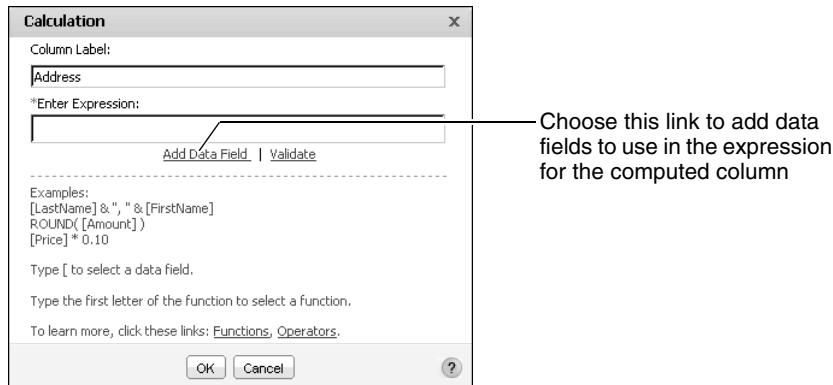 Calculation x
Column Label:
Address
*Enter Expression:
Add Data Field | Validate
Choose this link to add data
fields to use in the expression
for the computed column
Examples:
[LastName] & ", " & [FirstName]
ROUND( [Amount] )
[Price] * 0.10
Type [ to select a data field.
Type the first letter of the function to select a function.
To learn more, click these links: Functions, Operators.
OK Cancel ?